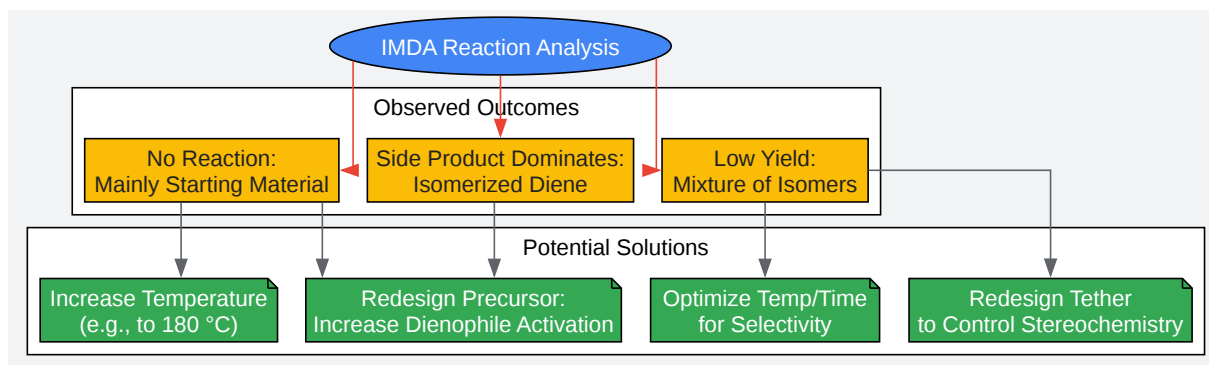 IMDA Reaction Analysis
Observed Outcomes
No Reaction:
Mainly Starting Material
Side Product Dominates:
Isomerized Diene
Low Yield:
Mixture of Isomers
Potential Solutions
Increase Temperature
(e.g., to 180 °C)
Redesign Precursor:
Increase Dienophile Activation
Optimize Temp/Time
for Selectivity
Redesign Tether
to Control Stereochemistry